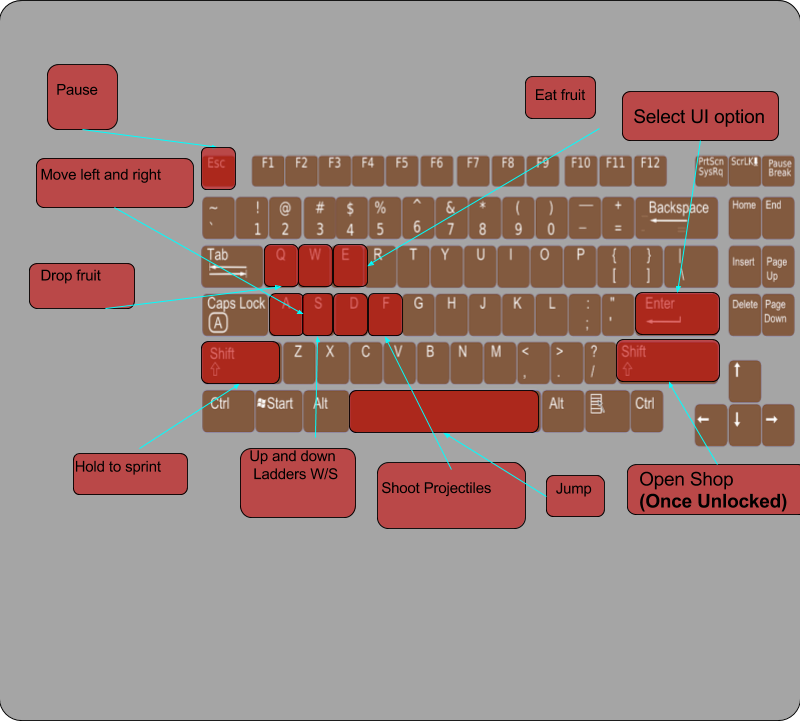 Pause
Eat fruit
Select UI option
Esc F1 F2 F3 F4 F5 F6 F7 F8 F9 F10 F11 F12 PrtScn ScrLK Pause
SysRq Break
Move left and right
~ ! @ # $ % ^ & * ( ) — + Backspace Home End
` 1 2 3 4 5 6 7 8 9 0 – =
Tab Q W E R T Y U I O P { } | Insert Page
[ ] \ Up
Drop fruit
Caps Lock A S D F G H J K L : " Enter Delete Page
A ; ' Down
Shift Z X C V B N M < > ? Shift
, . /
Ctrl Start Alt Alt Ctrl
Hold to sprint
Up and down
Ladders W/S
Shoot Projectiles
Jump
Open Shop
(Once Unlocked)